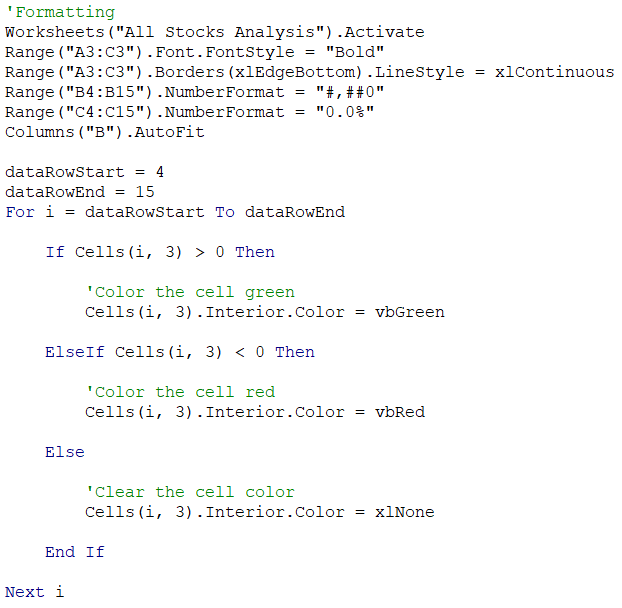 'Formatting
Worksheets("All Stocks Analysis").Activate
Range("A3:C3").Font.FontStyle = "Bold"
Range("A3:C3").Borders(xlEdgeBottom).LineStyle = xlContinuous
Range("B4:B15").NumberFormat = "#,##0"
Range("C4:C15").NumberFormat = "0.0%"
Columns("B").AutoFit

dataRowStart = 4
dataRowEnd = 15
For i = dataRowStart To dataRowEnd

    If Cells(i, 3) > 0 Then

        'Color the cell green
        Cells(i, 3).Interior.Color = vbGreen

    ElseIf Cells(i, 3) < 0 Then

        'Color the cell red
        Cells(i, 3).Interior.Color = vbRed

    Else

        'Clear the cell color
        Cells(i, 3).Interior.Color = xlNone

    End If

Next i